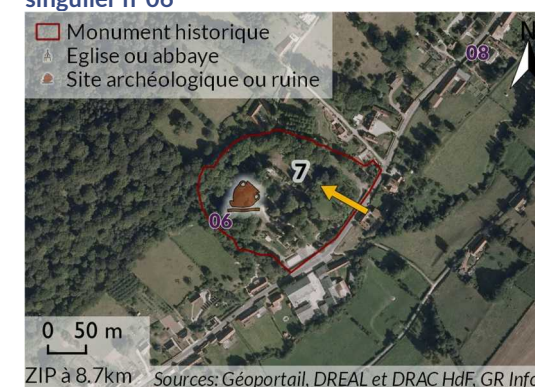 singulier n°06
Monument historique
Eglise ou abbaye
Site archéologique ou ruine
N
08
7
06
0 50 m
ZIP à 8.7km
Sources: Géoportail, DREAL et DRAC HdF, GR Info